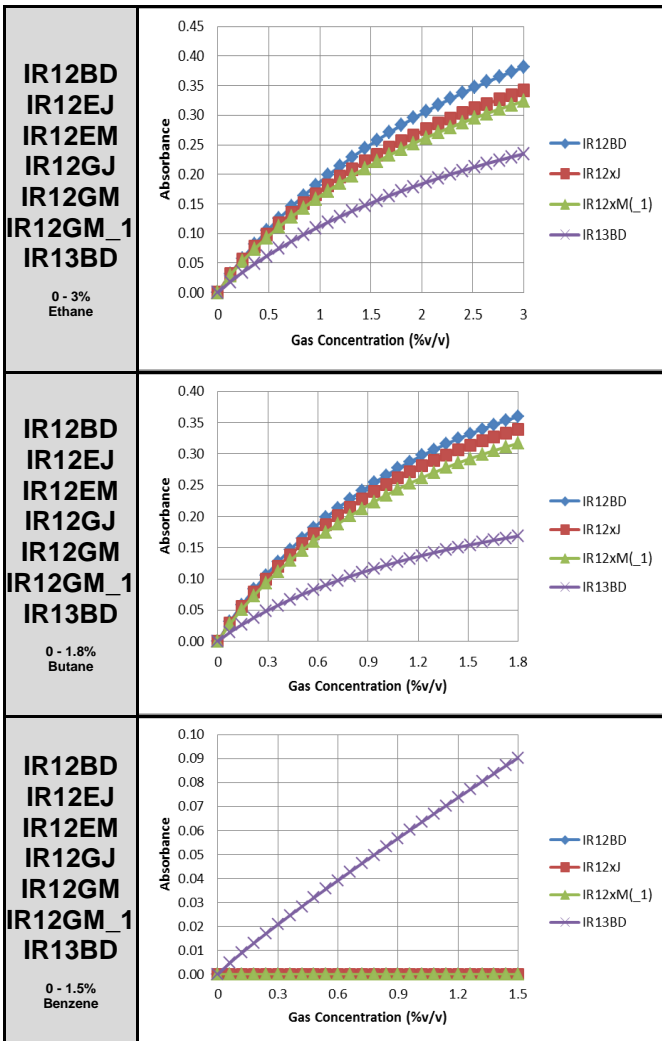 IR12BD
IR12EJ
IR12EM
IR12GJ
IR12GM
IR12GM_1
IR13BD
0 - 3%
Ethane
Absorbance
0.45
0.40
0.35
0.30
0.25
0.20
0.15
0.10
0.05
0.00
0 0.5 1 1.5 2 2.5 3
Gas Concentration (%v/v)
IR12BD
IR12xJ
IR12xM(_1)
IR13BD
IR12BD
IR12EJ
IR12EM
IR12GJ
IR12GM
IR12GM_1
IR13BD
0 - 1.8%
Butane
Absorbance
0.40
0.35
0.30
0.25
0.20
0.15
0.10
0.05
0.00
0 0.3 0.6 0.9 1.2 1.5 1.8
Gas Concentration (%v/v)
IR12BD
IR12xJ
IR12xM(_1)
IR13BD
IR12BD
IR12EJ
IR12EM
IR12GJ
IR12GM
IR12GM_1
IR13BD
0 - 1.5%
Benzene
Absorbance
0.10
0.09
0.08
0.07
0.06
0.05
0.04
0.03
0.02
0.01
0.00
0 0.3 0.6 0.9 1.2 1.5
Gas Concentration (%v/v)
IR12BD
IR12xJ
IR12xM(_1)
IR13BD